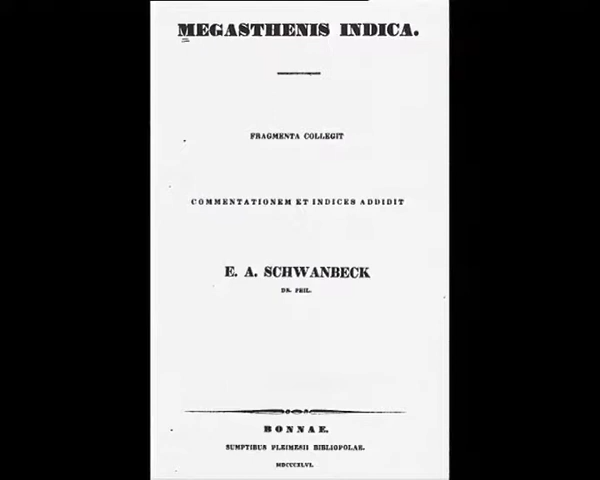 MEGASTHENIS INDICA.
FRAGMENTA COLLEGIT
COMMENTATIONEM ET INDICES ADDIDIT
E. A. SCHWANBECK
DR. PHIL.
BONNAE.
SUMPTIBUS PLEIMESII BIBLIOPOLAE.
MDCCCXLVI.